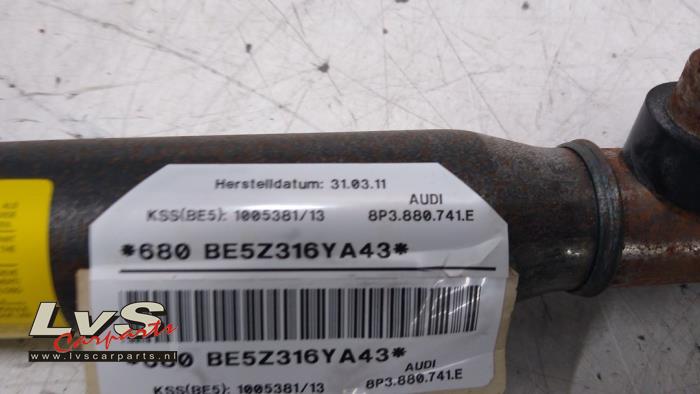 Herstelldatum: 31.03.11
AUDI
KSS(BE5): 1005381/13
8P3.880.741.E
*680 BE5Z316YA43*
LvS
Carparts
www.lvscarparts.nl
*680 BE5Z316YA43*
AUDI
KSS(BE5): 1005381/13
8P3.880.741.E